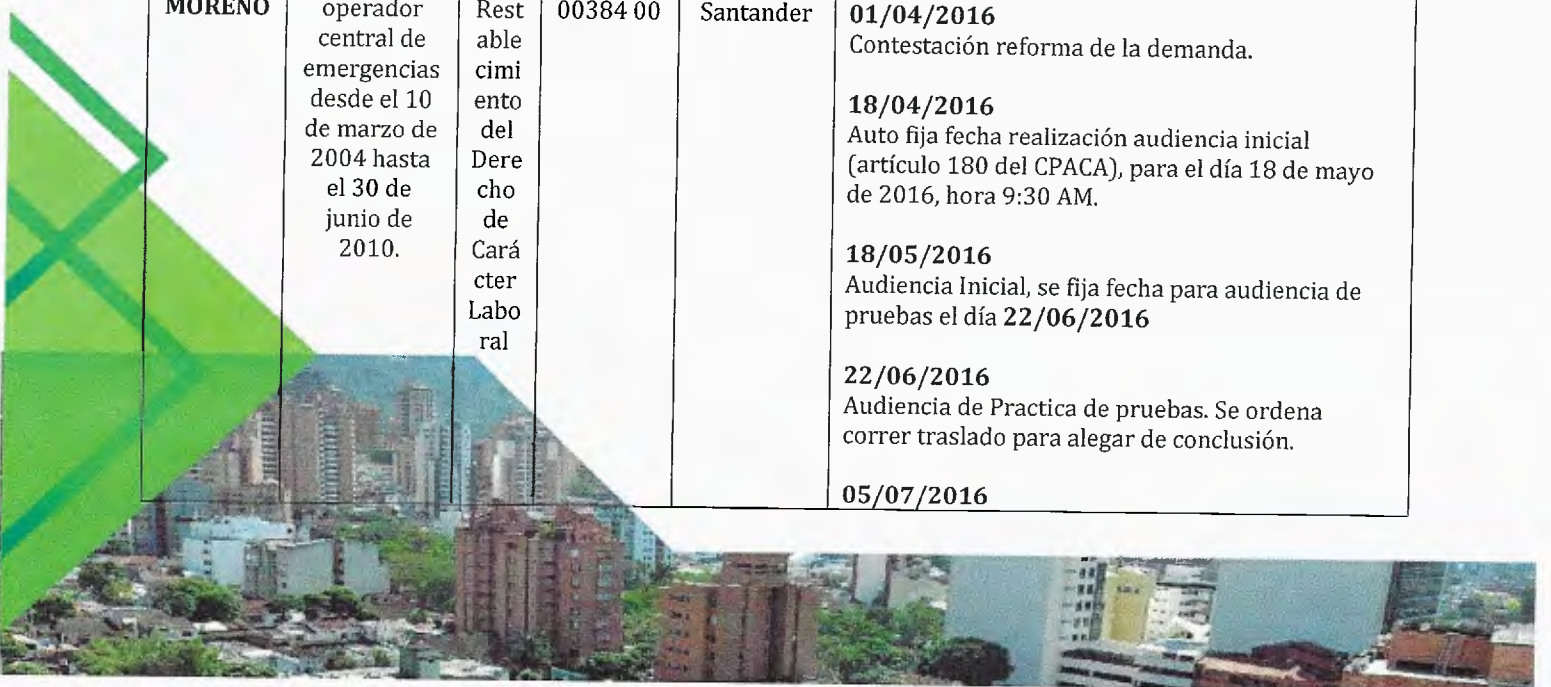 MORENO
operador
central de
emergencias
desde el 10
de marzo de
2004 hasta
el 30 de
junio de
2010.
Rest
able
cimi
ento
del
Dere
cho
de
Cará
cter
Labo
ral
00384 00
Santander
01/04/2016
Contestación reforma de la demanda.
18/04/2016
Auto fija fecha realización audiencia inicial
(artículo 180 del CPACA), para el día 18 de mayo
de 2016, hora 9:30 AM.
18/05/2016
Audiencia Inicial, se fija fecha para audiencia de
pruebas el día 22/06/2016
22/06/2016
Audiencia de Practica de pruebas. Se ordena
correr traslado para alegar de conclusión.
05/07/2016